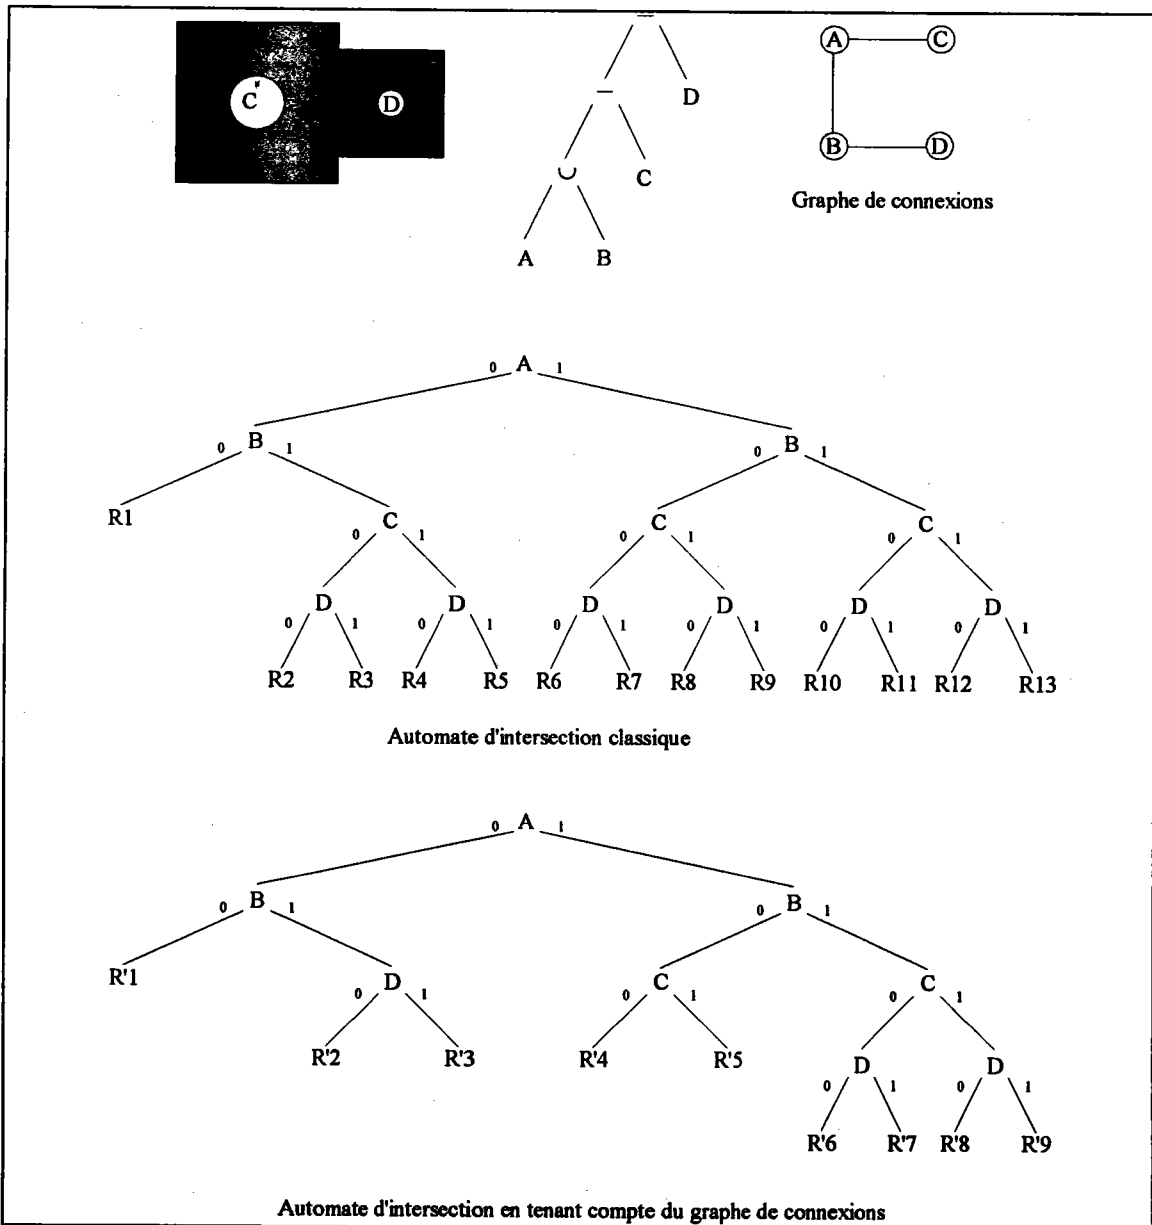 C D
—
— D
∪ C
A B
A C
B D
Graphe de connexions
0 A 1
0 B 1 0 B 1
R1 0 C 1 0 C 1 0 C 1
0 D 1 0 D 1 0 D 1 0 D 1 0 D 1 0 D 1
R2 R3 R4 R5 R6 R7 R8 R9 R10 R11 R12 R13
Automate d'intersection classique
0 A 1
0 B 1 0 B 1
R'1 0 D 1 0 C 1 0 C 1
R'2 R'3 R'4 R'5 0 D 1 0 D 1
R'6 R'7 R'8 R'9
Automate d'intersection en tenant compte du graphe de connexions